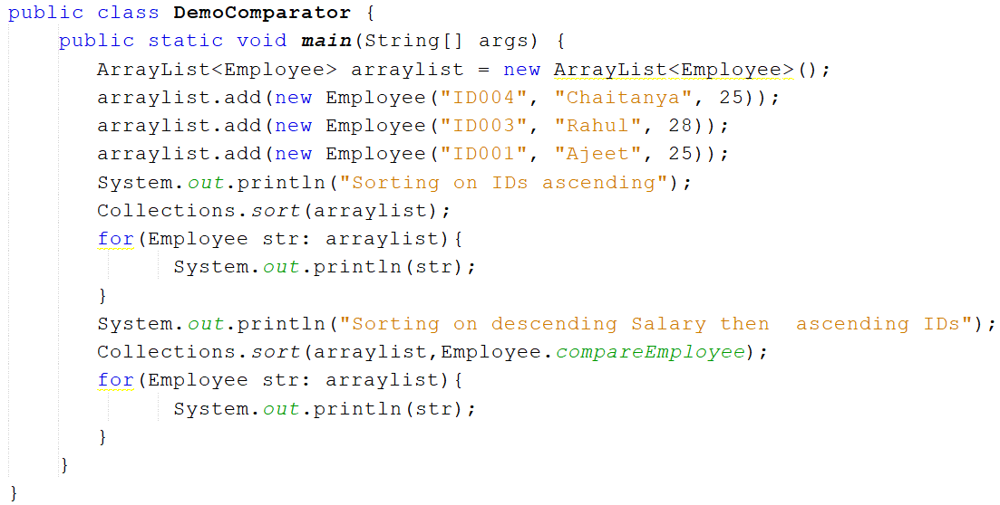 public class DemoComparator {
    public static void main(String[] args) {
       ArrayList<Employee> arraylist = new ArrayList<Employee>();
       arraylist.add(new Employee("ID004", "Chaitanya", 25));
       arraylist.add(new Employee("ID003", "Rahul", 28));
       arraylist.add(new Employee("ID001", "Ajeet", 25));
       System.out.println("Sorting on IDs ascending");
       Collections.sort(arraylist);
       for(Employee str: arraylist){
             System.out.println(str);
       }
       System.out.println("Sorting on descending Salary then  ascending IDs");
       Collections.sort(arraylist,Employee.compareEmployee);
       for(Employee str: arraylist){
             System.out.println(str);
       }
    }
}